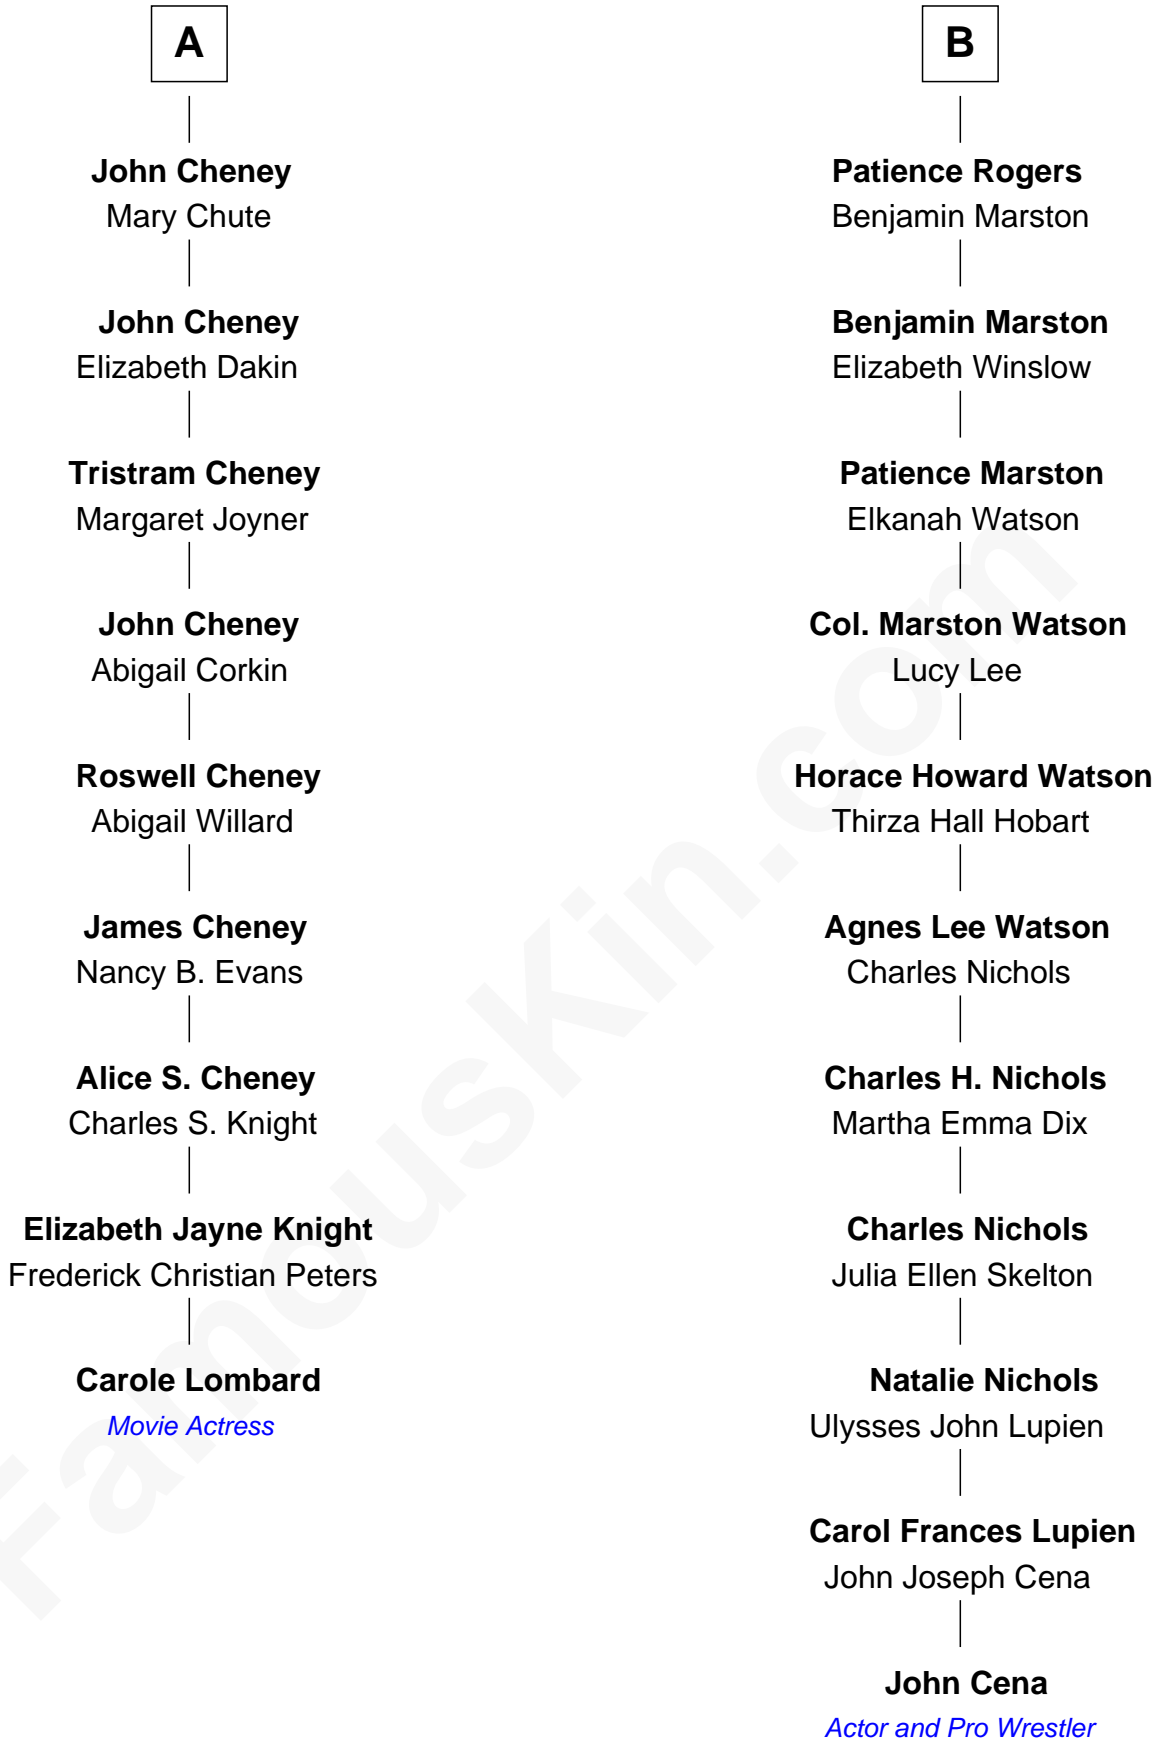 A
John Cheney
Mary Chute
John Cheney
Elizabeth Dakin
Tristram Cheney
Margaret Joyner
John Cheney
Abigail Corkin
Roswell Cheney
Abigail Willard
James Cheney
Nancy B. Evans
Alice S. Cheney
Charles S. Knight
Elizabeth Jayne Knight
Frederick Christian Peters
Carole Lombard
Movie Actress
B
Patience Rogers
Benjamin Marston
Benjamin Marston
Elizabeth Winslow
Patience Marston
Elkanah Watson
Col. Marston Watson
Lucy Lee
Horace Howard Watson
Thirza Hall Hobart
Agnes Lee Watson
Charles Nichols
Charles H. Nichols
Martha Emma Dix
Charles Nichols
Julia Ellen Skelton
Natalie Nichols
Ulysses John Lupien
Carol Frances Lupien
John Joseph Cena
John Cena
Actor and Pro Wrestler
FamousKin.com